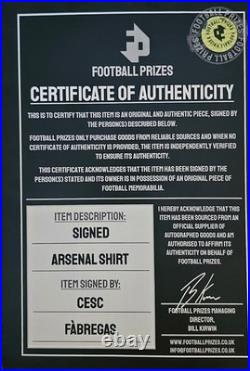 FOOTBALL PRIZES
FOOTBALL PRIZES
CERTIFICATE OF AUTHENTICITY
THIS IS TO CERTIFY THAT THIS ITEM IS AN ORIGINAL AND AUTHENTIC PIECE, SIGNED BY
THE PERSON(S) DESCRIBED BELOW.
FOOTBALL PRIZES ONLY PURCHASE GOODS FROM RELIABLE SOURCES AND WHEN NO
CERTIFICATE OF AUTHENTICITY IS PROVIDED, THE ITEM IS INDEPENDENTLY VERIFIED
TO ENSURE ITS AUTHENTICITY.
THIS CERTIFICATE ACKNOWLEDGES THAT THE ITEM HAS BEEN SIGNED BY THE
PERSON(S) STATED AND ITS OWNER IS IN POSSESSION OF AN ORIGINAL PIECE OF
FOOTBALL MEMORABILIA.
ITEM DESCRIPTION:
SIGNED
ARSENAL SHIRT
ITEM SIGNED BY:
CESC
FÀBREGAS
I HEREBY ACKNOWLEDGE THAT THIS
ITEM HAS BEEN SOURCED FROM AN
OFFICIAL SUPPLIER OF
AUTOGRAPHED GOODS AND AM
AUTHORISED TO AFFIRM ITS
AUTHENTICITY ON BEHALF OF
FOOTBALL PRIZES.
FOOTBALL PRIZES MANAGING
DIRECTOR,
BILL KIRWIN
WWW.FOOTBALLPRIZES.CO.UK
INFO@FOOTBALLPRIZES.CO.UK